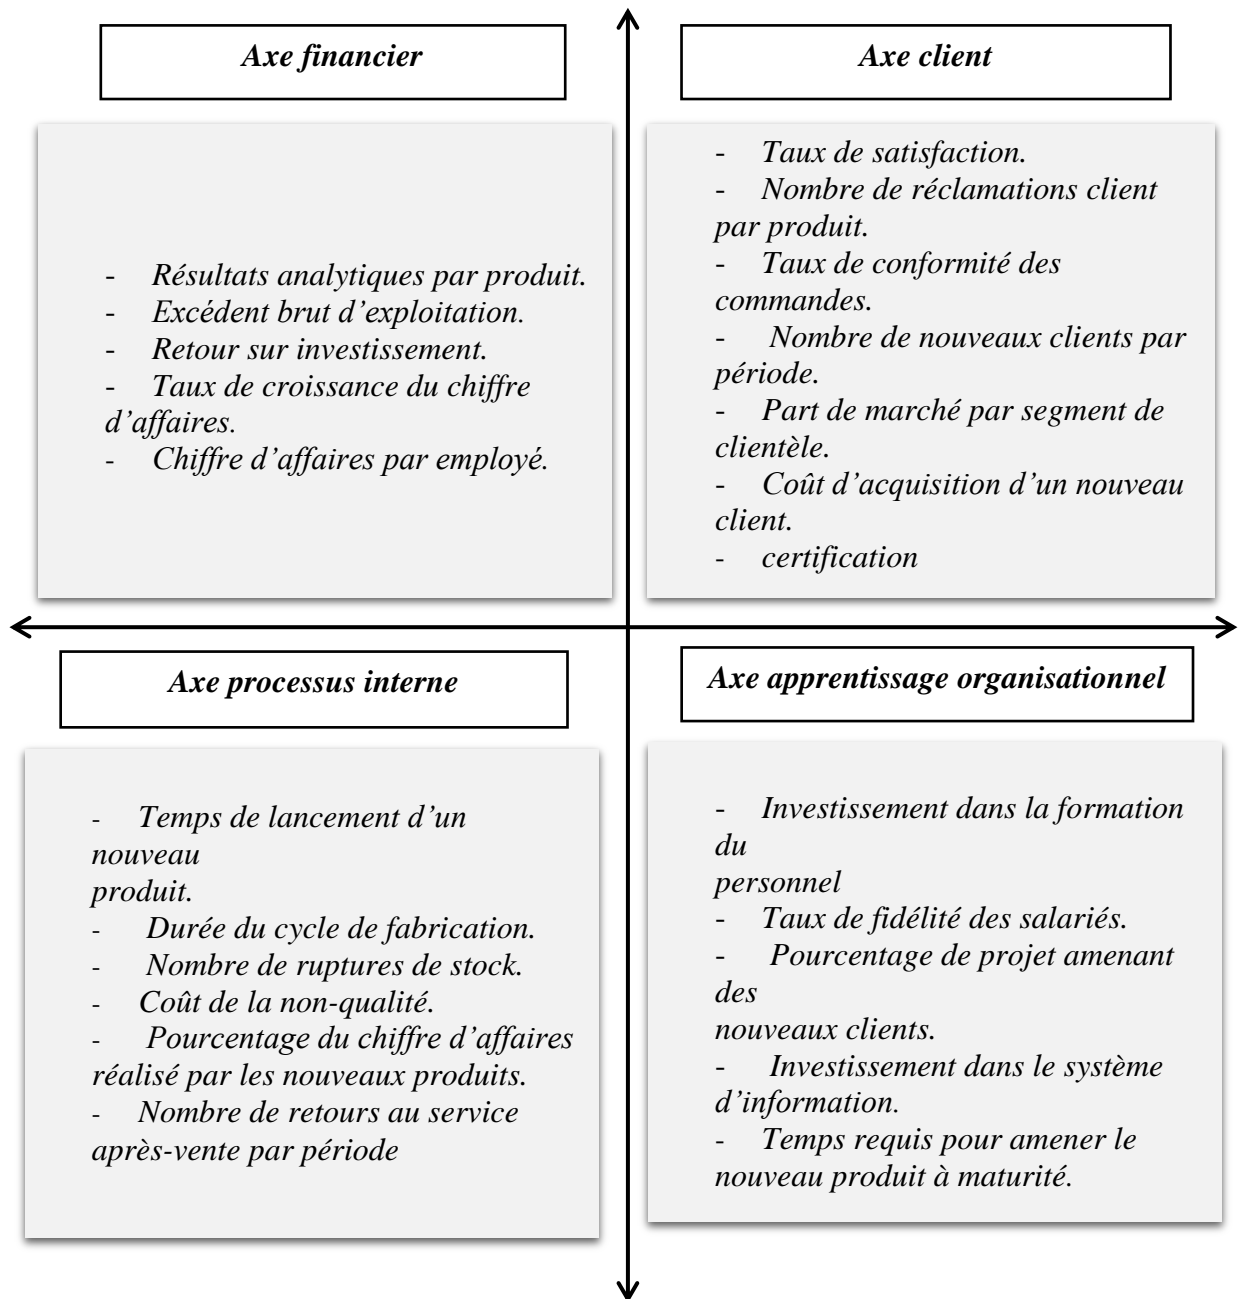 Axe financier
- Résultats analytiques par produit.
- Excédent brut d’exploitation.
- Retour sur investissement.
- Taux de croissance du chiffre
d’affaires.
- Chiffre d’affaires par employé.
Axe client
- Taux de satisfaction.
- Nombre de réclamations client
par produit.
- Taux de conformité des
commandes.
- Nombre de nouveaux clients par
période.
- Part de marché par segment de
clientèle.
- Coût d’acquisition d’un nouveau
client.
- certification
Axe processus interne
- Temps de lancement d’un
nouveau
produit.
- Durée du cycle de fabrication.
- Nombre de ruptures de stock.
- Coût de la non-qualité.
- Pourcentage du chiffre d’affaires
réalisé par les nouveaux produits.
- Nombre de retours au service
après-vente par période
Axe apprentissage organisationnel
- Investissement dans la formation
du
personnel
- Taux de fidélité des salariés.
- Pourcentage de projet amenant
des
nouveaux clients.
- Investissement dans le système
d’information.
- Temps requis pour amener le
nouveau produit à maturité.